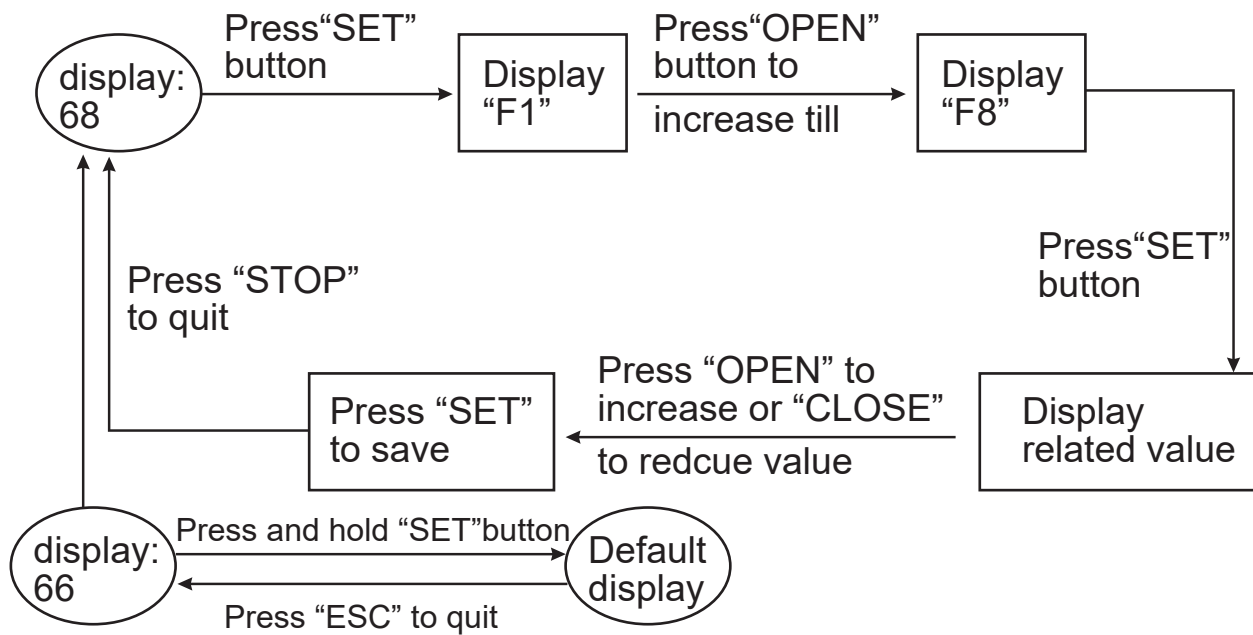 display:
68
Press“SET”
button
Display
“F1”
Press“OPEN”
button to
increase till
Display
“F8”
Press“SET”
button
Display
related value
Press “OPEN” to
increase or “CLOSE”
to redcue value
Press “SET”
to save
Press “STOP”
to quit
display:
66
Press and hold “SET”button
Default
display
Press “ESC” to quit